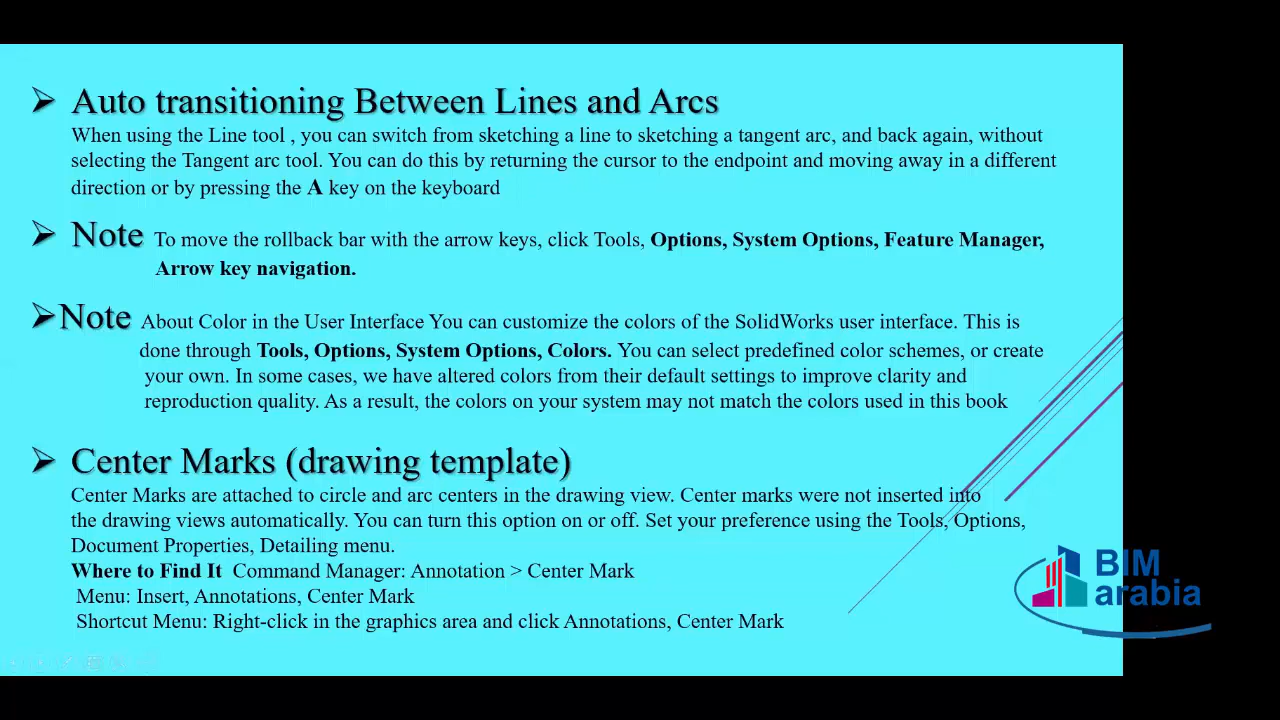 ➢ Auto transitioning Between Lines and Arcs
When using the Line tool , you can switch from sketching a line to sketching a tangent arc, and back again, without
selecting the Tangent arc tool. You can do this by returning the cursor to the endpoint and moving away in a different
direction or by pressing the A key on the keyboard
➢ Note To move the rollback bar with the arrow keys, click Tools, Options, System Options, Feature Manager,
Arrow key navigation.
➢Note About Color in the User Interface You can customize the colors of the SolidWorks user interface. This is
done through Tools, Options, System Options, Colors. You can select predefined color schemes, or create
your own. In some cases, we have altered colors from their default settings to improve clarity and
reproduction quality. As a result, the colors on your system may not match the colors used in this book
➢ Center Marks (drawing template)
Center Marks are attached to circle and arc centers in the drawing view. Center marks were not inserted into
the drawing views automatically. You can turn this option on or off. Set your preference using the Tools, Options,
Document Properties, Detailing menu.
Where to Find It Command Manager: Annotation > Center Mark
Menu: Insert, Annotations, Center Mark
Shortcut Menu: Right-click in the graphics area and click Annotations, Center Mark
BIM
arabia